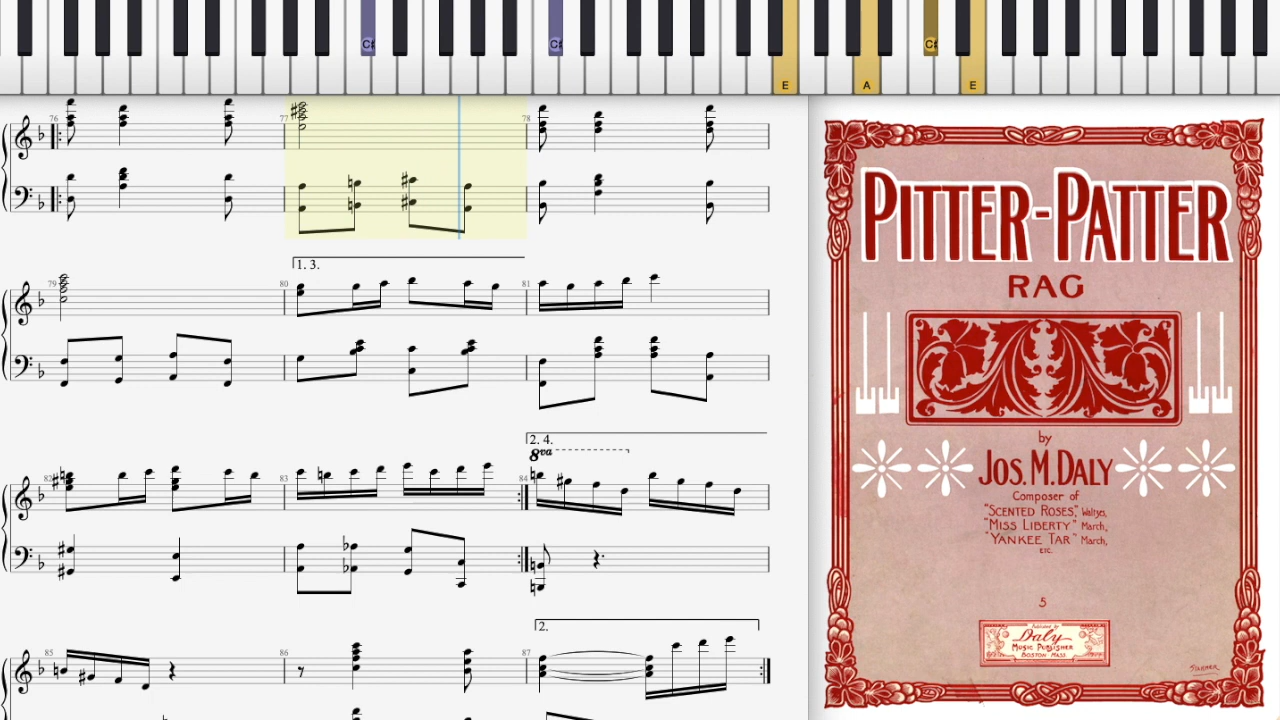 C# C# E A C# E
76 77 78
79 1. 3. 80 81
82 83 2. 4. 84
8va
85 86 2. 87
PITTER-PATTER
RAG
by
JOS. M. DALY
Composer of
"SCENTED ROSES," Waltzes,
"MISS LIBERTY" March,
"YANKEE TAR" March,
ETC.
5
Published by
Daly
MUSIC PUBLISHER
BOSTON MASS.